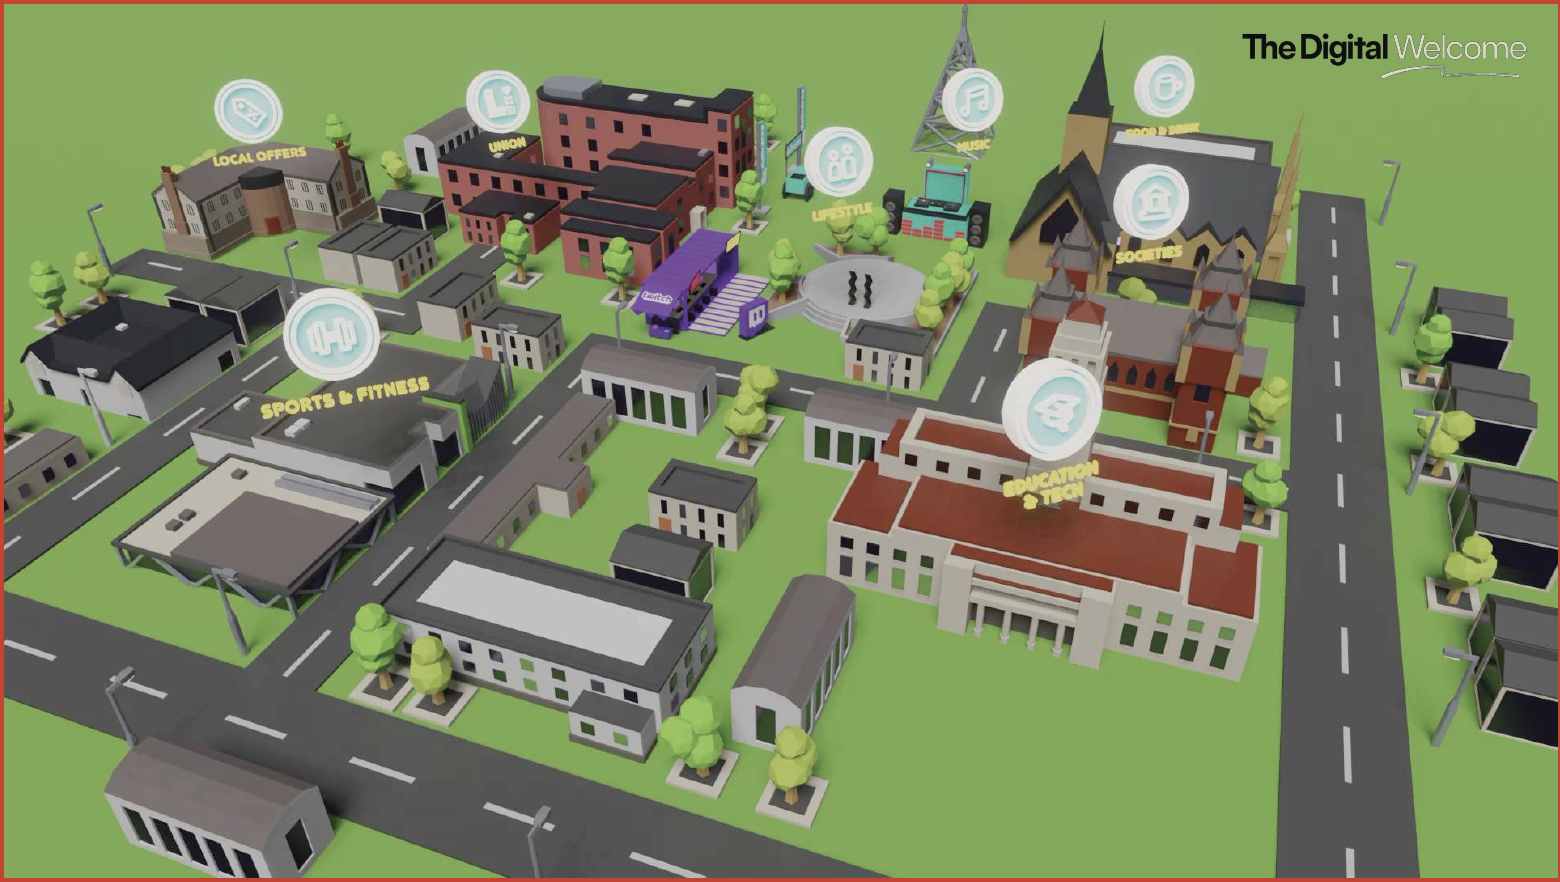 The Digital Welcome
LOCAL OFFERS
UNION
MUSIC
FOOD & DRINK
LIFESTYLE
SOCIETIES
twitch
SPORTS & FITNESS
EDUCATION
& TECH